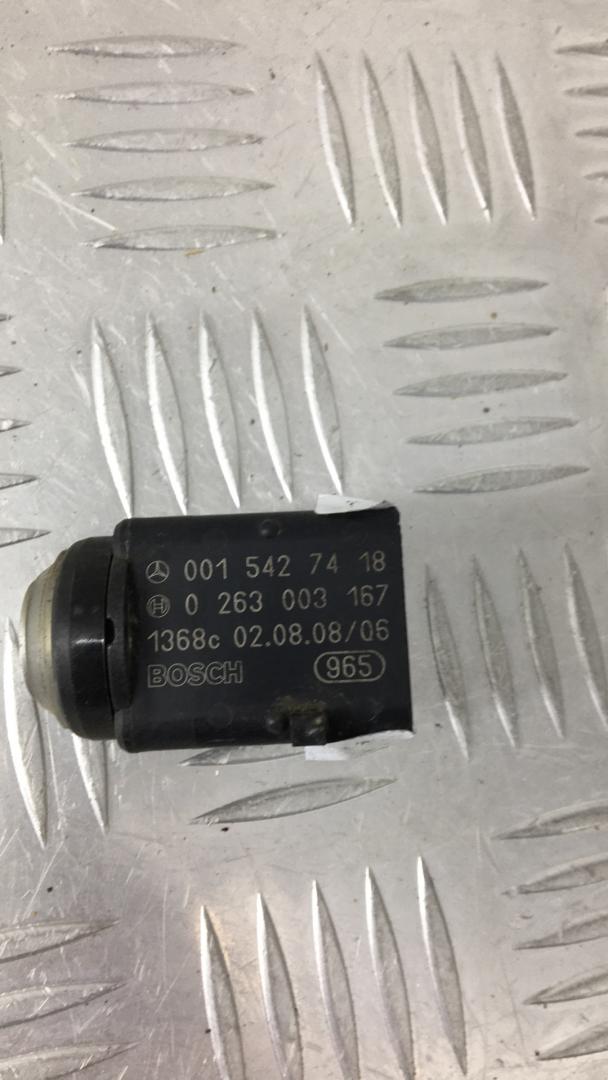 001 542 74 18
0 263 003 167
1368c 02.08.08/06
BOSCH 965